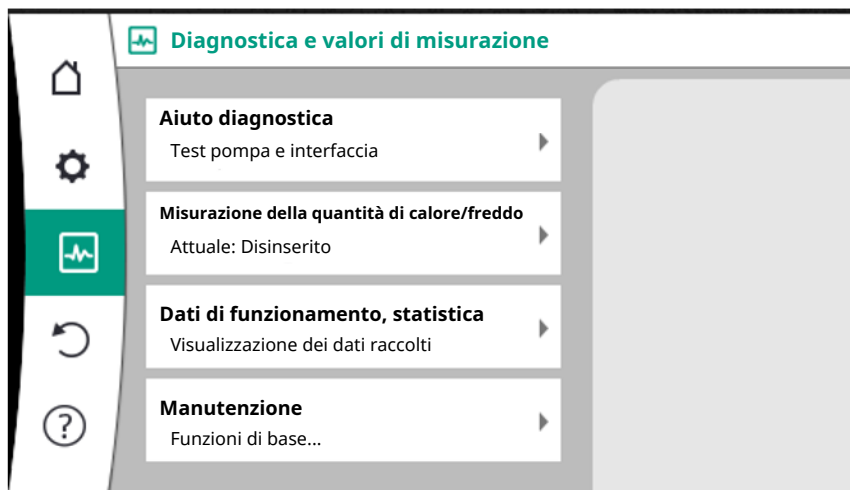 Diagnostica e valori di misurazione
Aiuto diagnostica
Test pompa e interfaccia
Misurazione della quantità di calore/freddo
Attuale: Disinserito
Dati di funzionamento, statistica
Visualizzazione dei dati raccolti
Manutenzione
Funzioni di base...
?